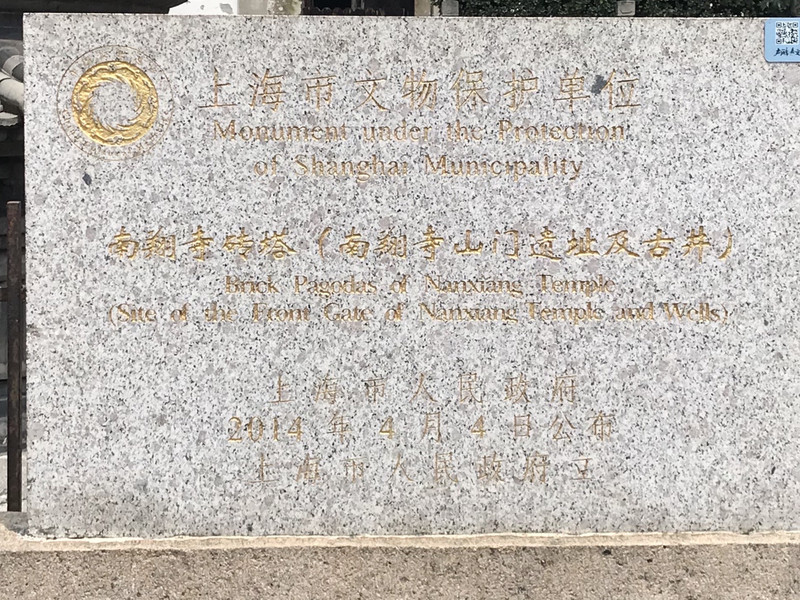 上海市文物保护单位
Monument under the Protection
of Shanghai Municipality
南翔寺砖塔（南翔寺山门遗址及古井）
Brick Pagodas of Nanxiang Temple
(Site of the Front Gate of Nanxiang Temple and Wells)
上海市人民政府
2014年4月4日公布
上海市人民政府立